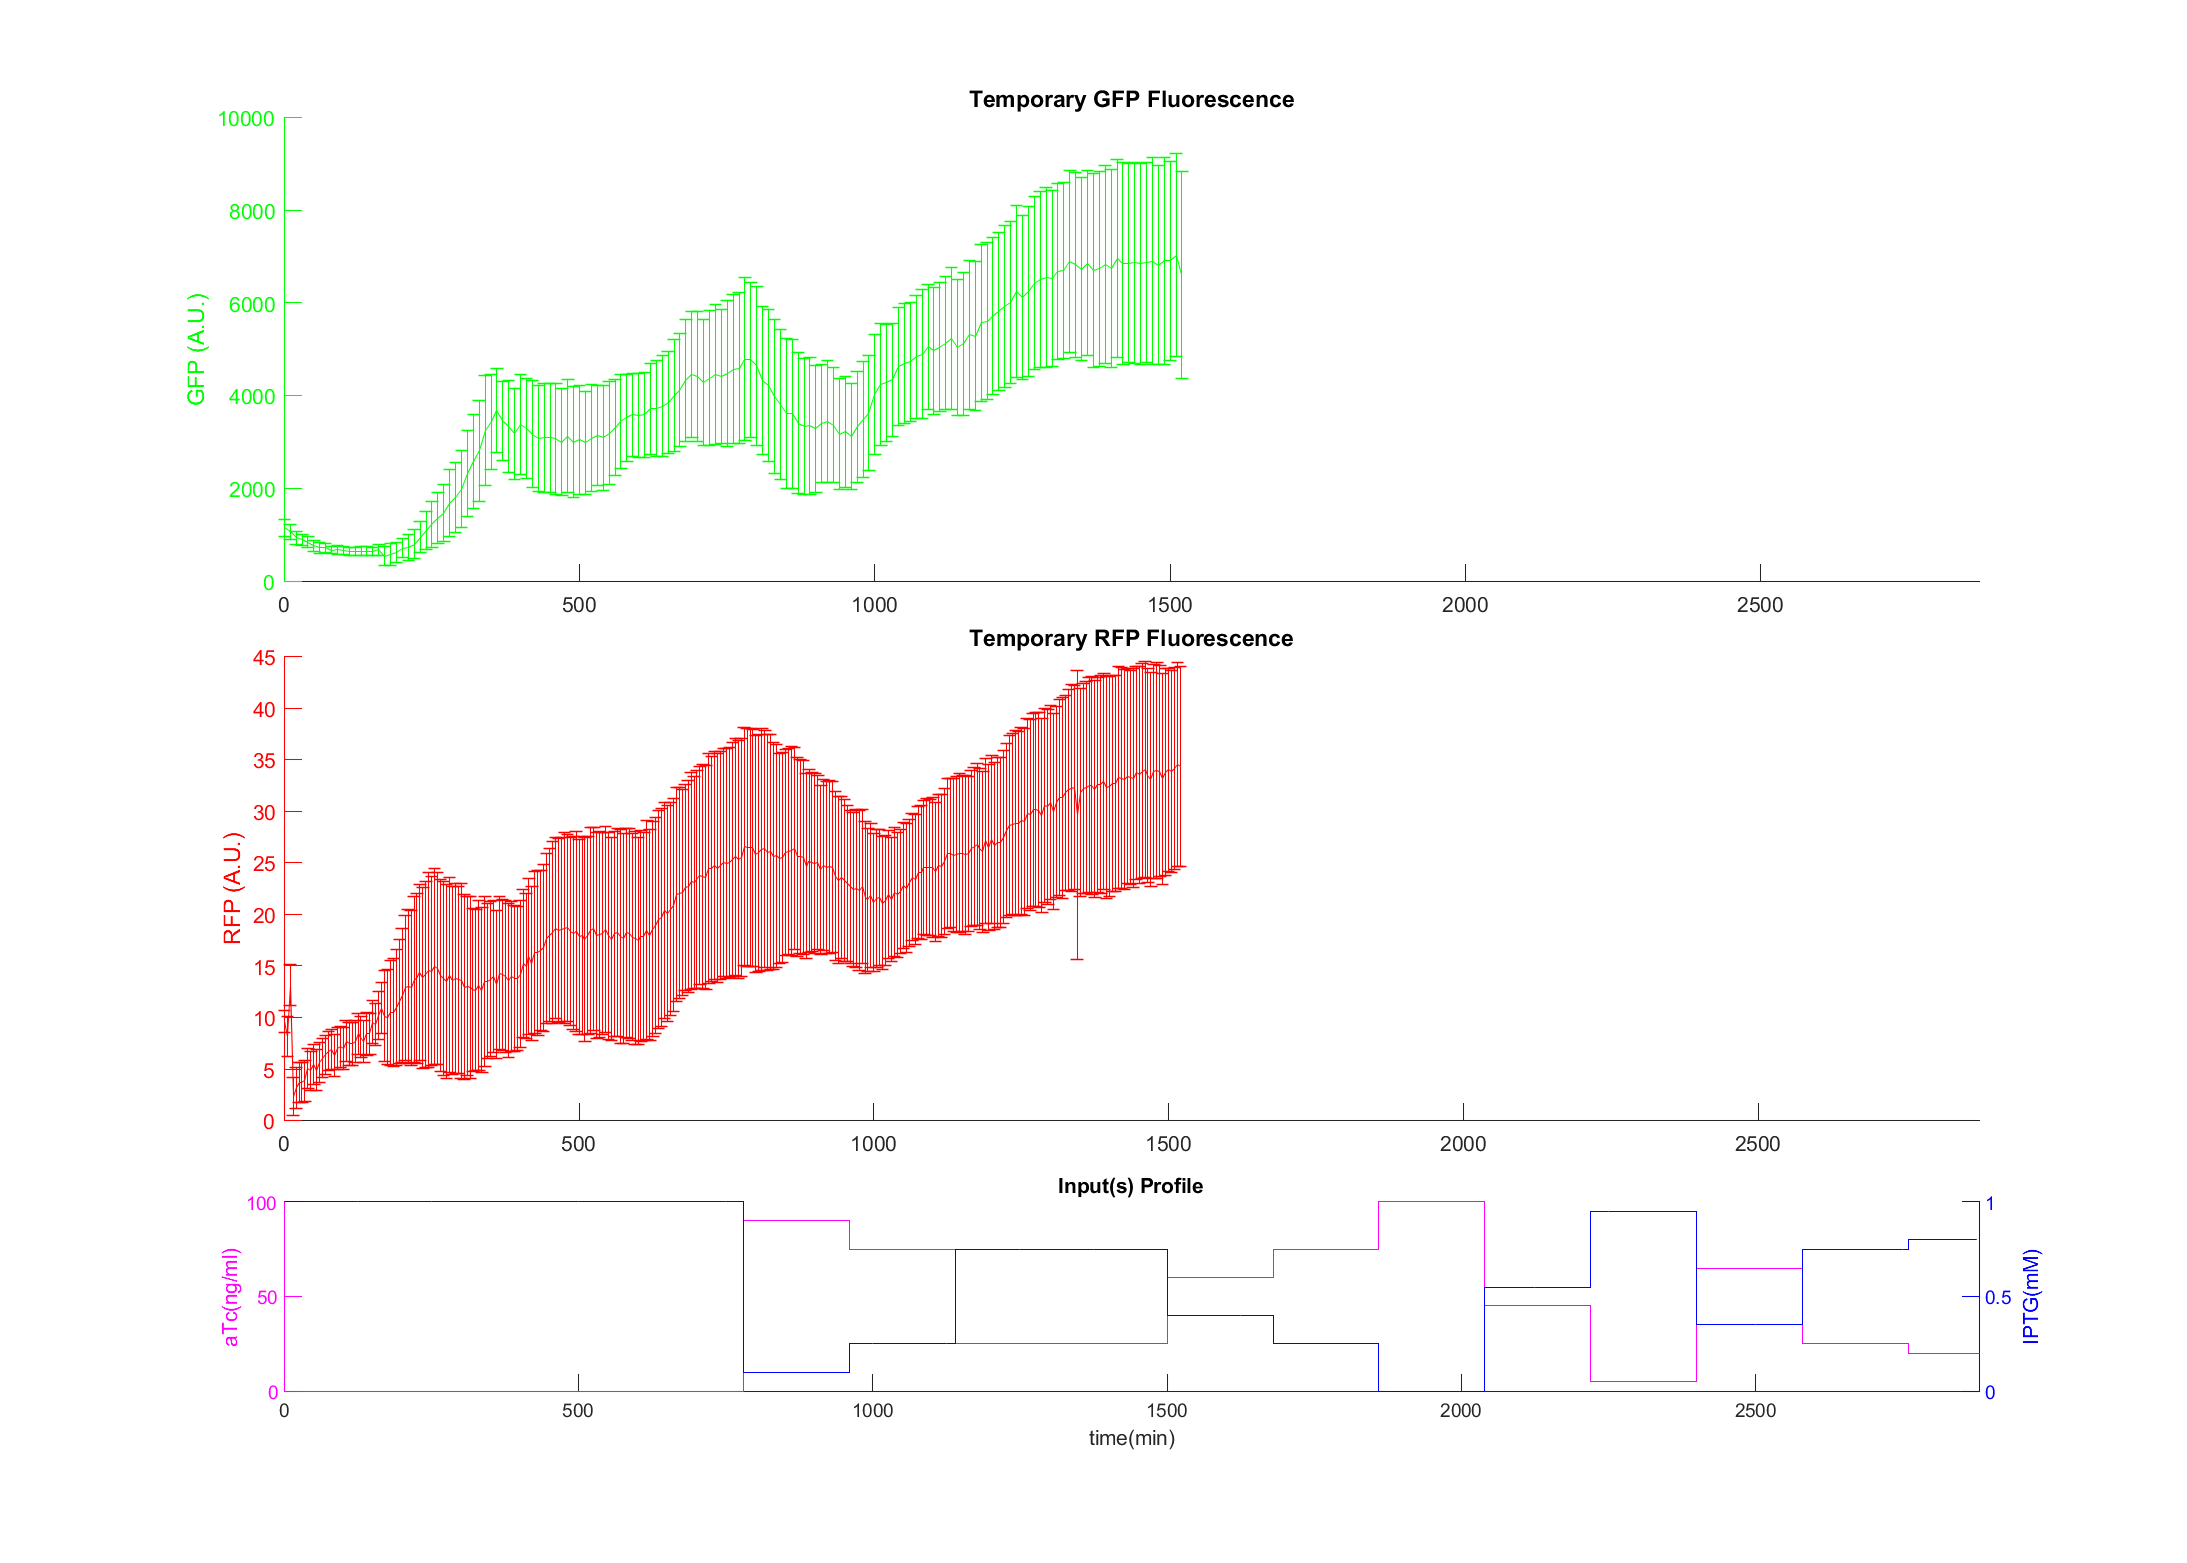 Temporary GFP Fluorescence
10000
8000
6000
4000
2000
0
GFP (A.U.)
0 500 1000 1500 2000 2500
Temporary RFP Fluorescence
45
40
35
30
25
20
15
10
5
0
RFP (A.U.)
0 500 1000 1500 2000 2500
Input(s) Profile
100
50
0
aTc(ng/ml)
1
0.5
0
IPTG(mM)
0 500 1000 1500 2000 2500
time(min)